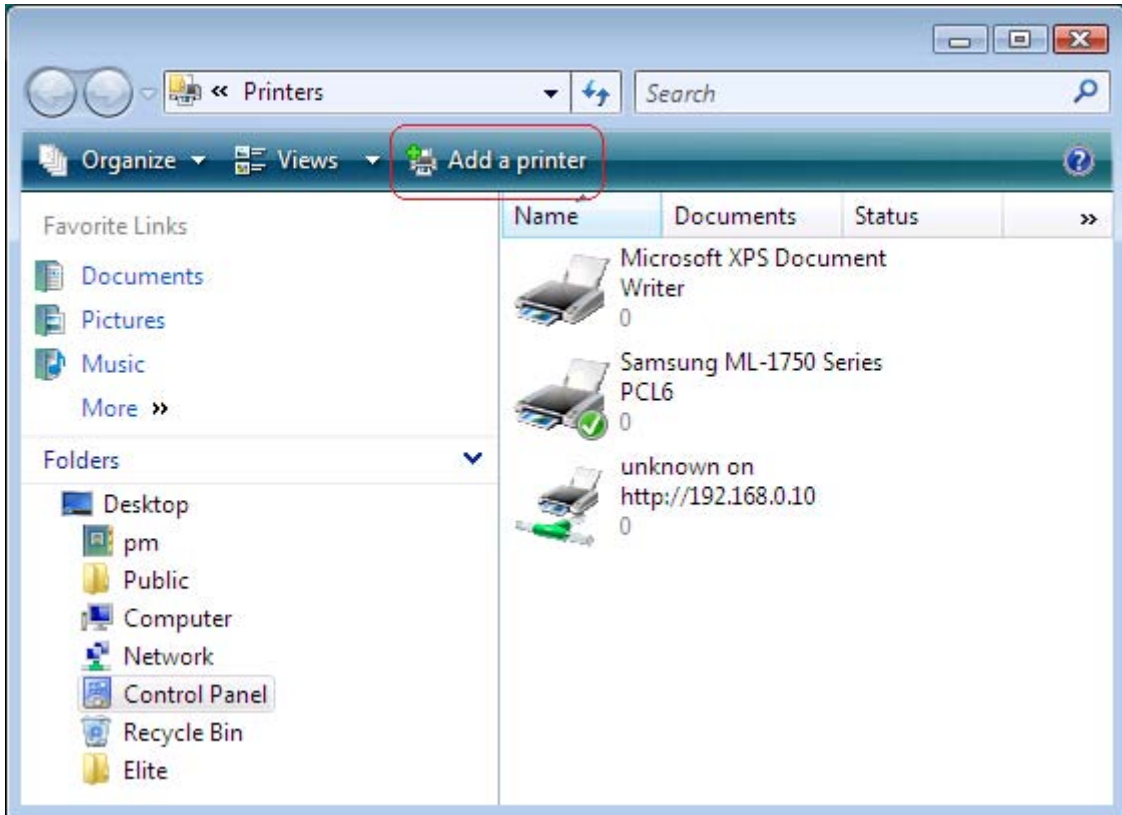 « Printers
Search
Organize
Views
Add a printer
Favorite Links
Documents
Pictures
Music
More »
Folders
Desktop
pm
Public
Computer
Network
Control Panel
Recycle Bin
Elite
Name Documents Status »
Microsoft XPS Document
Writer
0
Samsung ML-1750 Series
PCL6
0
unknown on
http://192.168.0.10
0